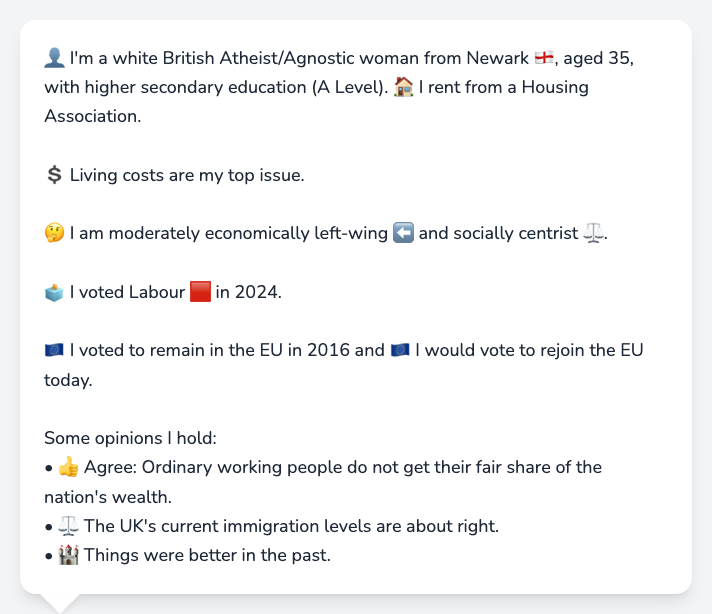 👤 I'm a white British Atheist/Agnostic woman from Newark 🏴󠁧󠁢󠁥󠁮󠁧󠁿, aged 35,
with higher secondary education (A Level). 🏠 I rent from a Housing
Association.
💲 Living costs are my top issue.
🤔 I am moderately economically left-wing ⬅️ and socially centrist ⚖️.
🗳️ I voted Labour 🟥 in 2024.
🇪🇺 I voted to remain in the EU in 2016 and 🇪🇺 I would vote to rejoin the EU
today.
Some opinions I hold:
• 👍 Agree: Ordinary working people do not get their fair share of the
nation's wealth.
• ⚖️ The UK's current immigration levels are about right.
• 🏰 Things were better in the past.